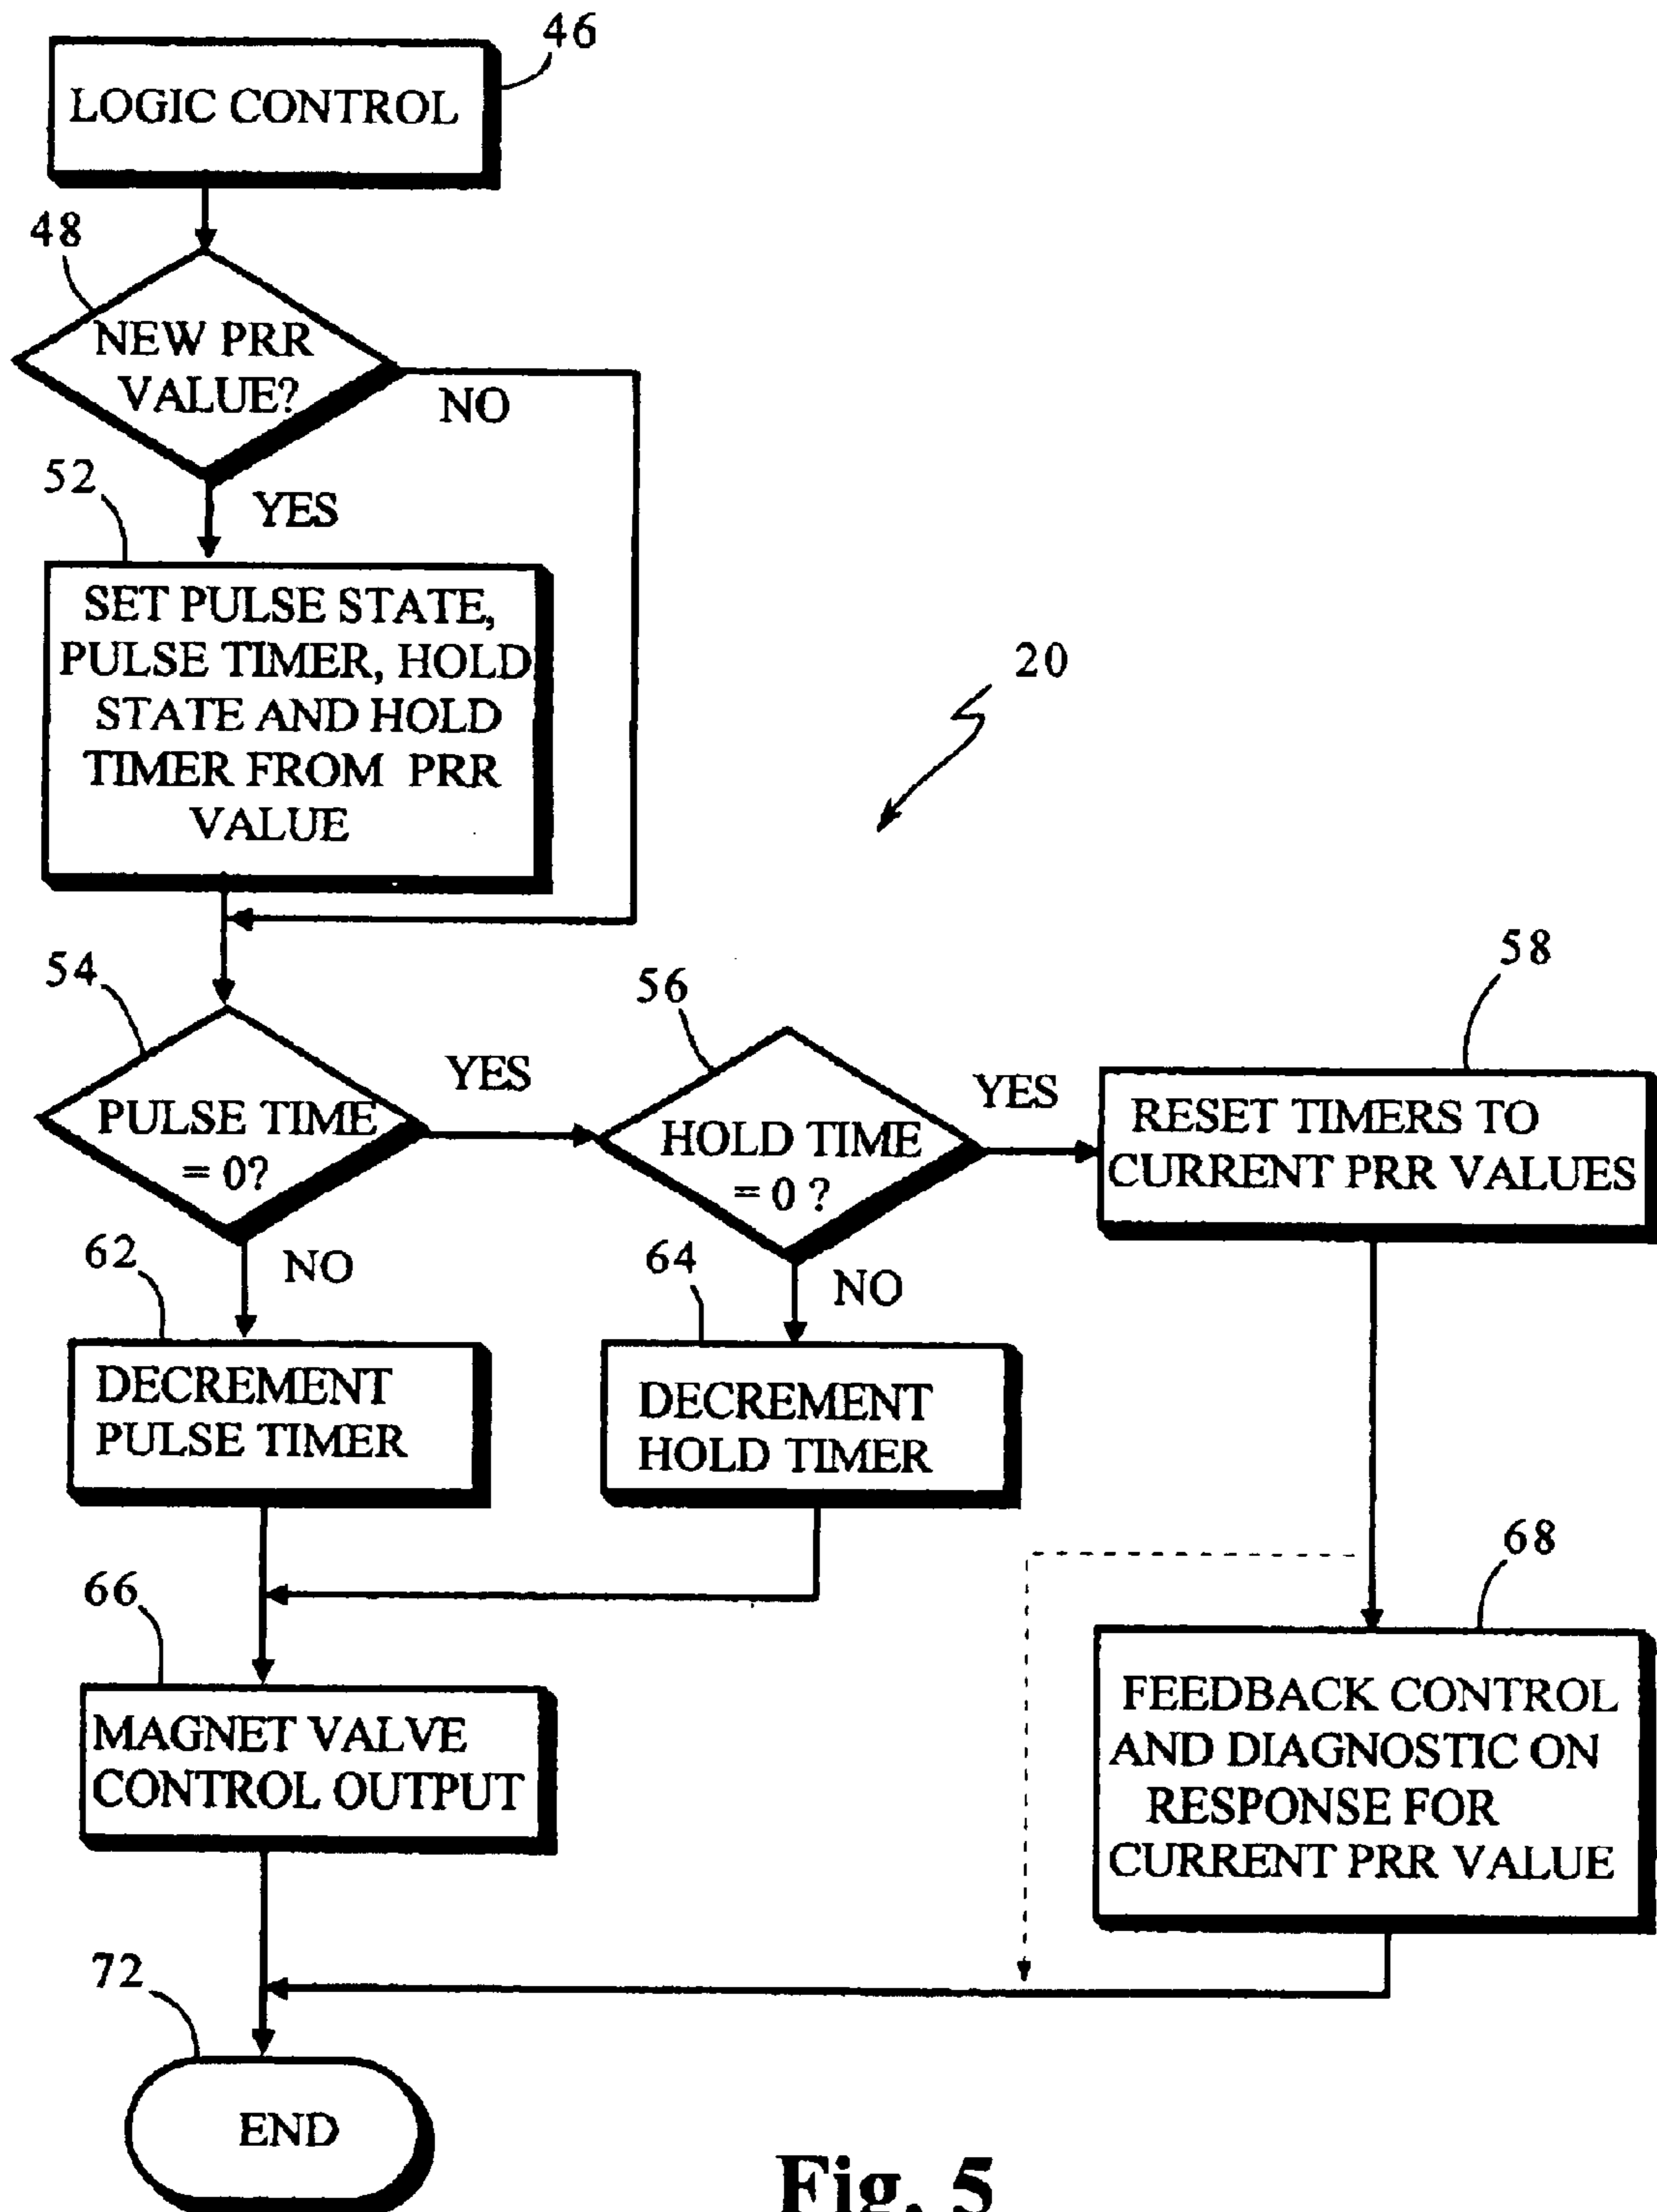 46
LOGIC CONTROL
48
NEW PRR
VALUE?
NO
52
YES
SET PULSE STATE,
PULSE TIMER, HOLD
STATE AND HOLD
TIMER FROM PRR
VALUE
20
54
PULSE TIME
= 0?
YES
56
HOLD TIME
= 0 ?
YES
58
RESET TIMERS TO
CURRENT PRR VALUES
62
NO
DECREMENT
PULSE TIMER
64
NO
DECREMENT
HOLD TIMER
66
MAGNET VALVE
CONTROL OUTPUT
68
FEEDBACK CONTROL
AND DIAGNOSTIC ON
RESPONSE FOR
CURRENT PRR VALUE
72
END
Fig. 5